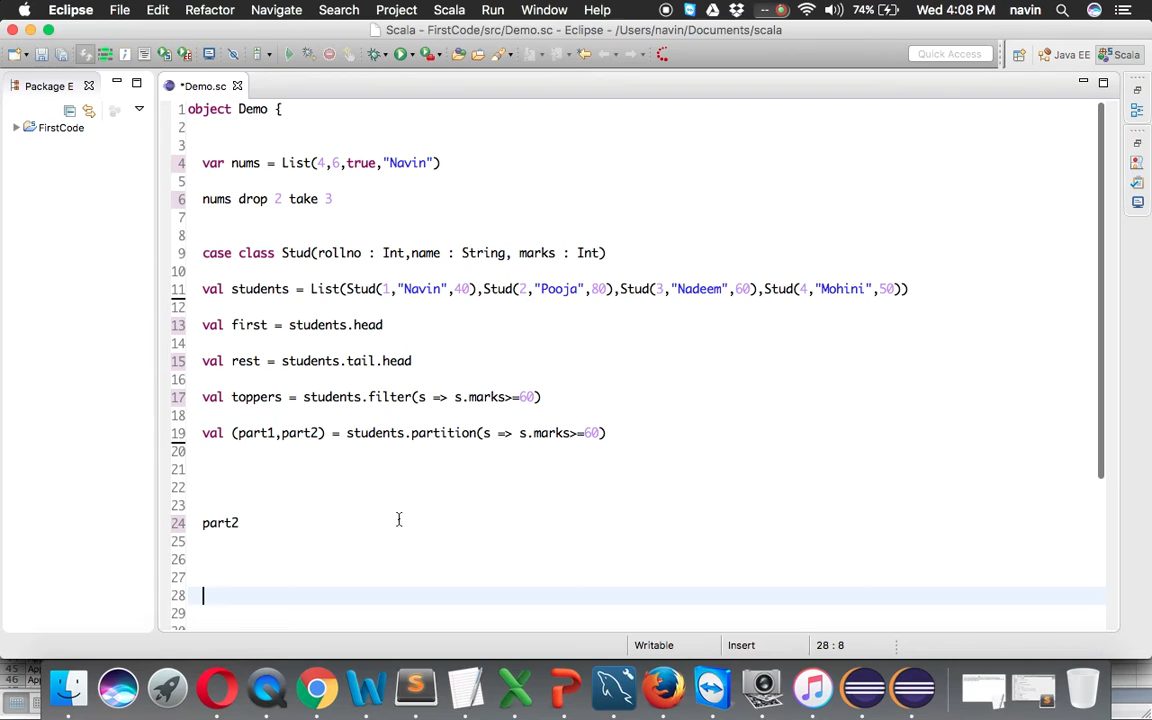 Eclipse File Edit Refactor Navigate Search Project Scala Run Window Help 74% Wed 4:08 PM navin
Scala - FirstCode/src/Demo.sc - Eclipse - /Users/navin/Documents/scala
Quick Access Java EE Scala
Package E *Demo.sc
FirstCode
1 object Demo {
2
3
4 var nums = List(4,6,true,"Navin")
5
6 nums drop 2 take 3
7
8
9 case class Stud(rollno : Int,name : String, marks : Int)
10
11 val students = List(Stud(1,"Navin",40),Stud(2,"Pooja",80),Stud(3,"Nadeem",60),Stud(4,"Mohini",50))
12
13 val first = students.head
14
15 val rest = students.tail.head
16
17 val toppers = students.filter(s => s.marks>=60)
18
19 val (part1,part2) = students.partition(s => s.marks>=60)
20
21
22
23
24 part2
25
26
27
28
29
Writable Insert 28 : 8
45
46